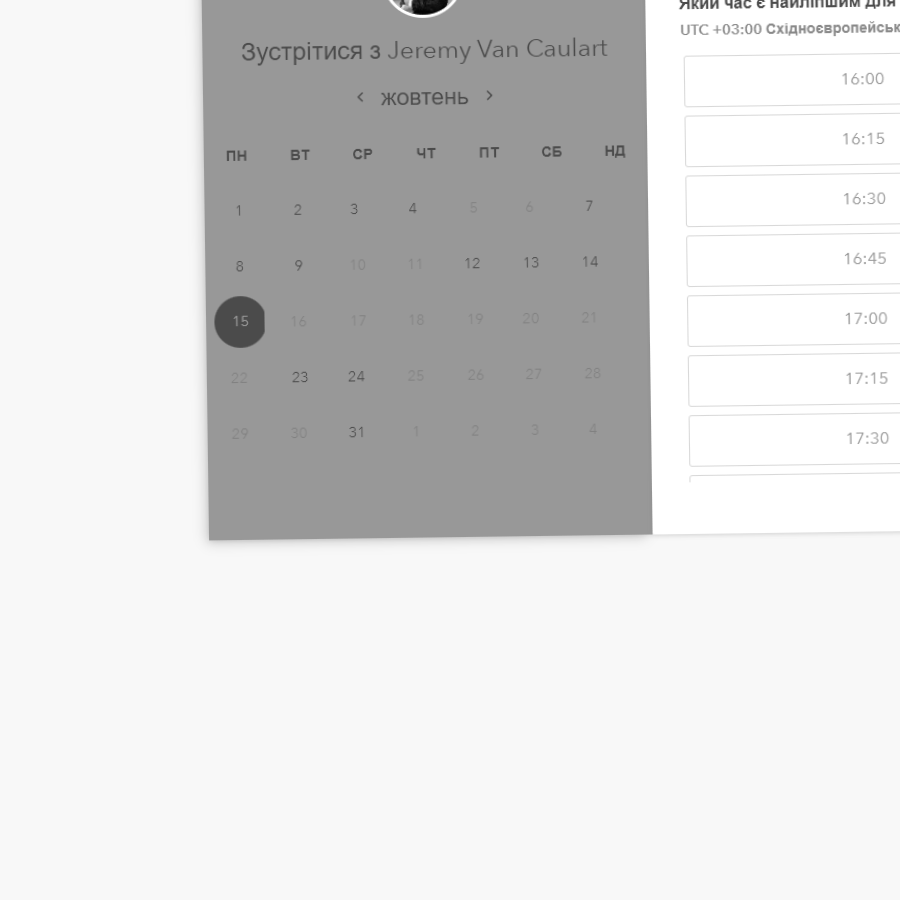 Зустрітися з Jeremy Van Caulart
‹ жовтень ›
ПН ВТ СР ЧТ ПТ СБ НД
1 2 3 4 5 6 7
8 9 10 11 12 13 14
15 16 17 18 19 20 21
22 23 24 25 26 27 28
29 30 31 1 2 3 4
Який час є найліпшим для
UTC +03:00
16:00
16:15
16:30
16:45
17:00
17:15
17:30